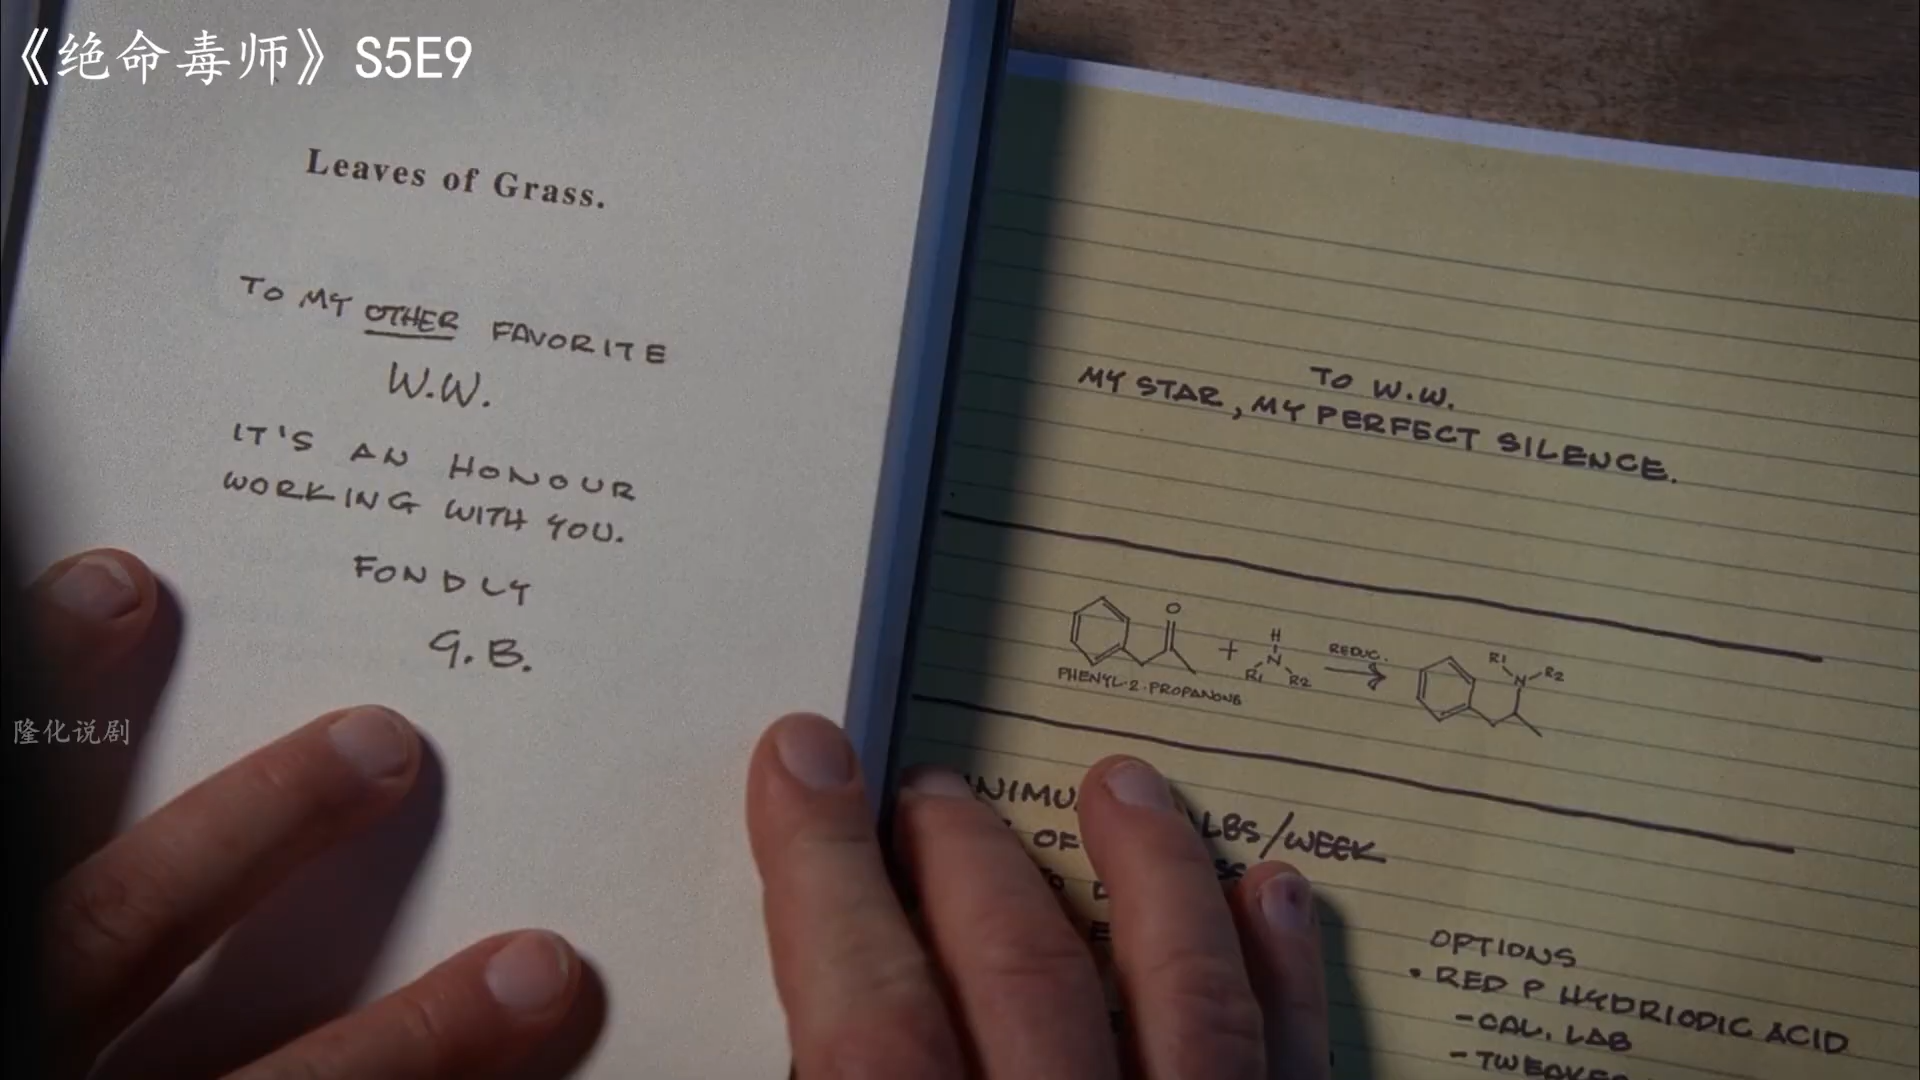 《绝命毒师》S5E9
Leaves of Grass.
TO MY OTHER FAVORITE
W.W.
IT'S AN HONOUR
WORKING WITH YOU.
FONDLY
G.B.
隆化说剧
TO W.W.
MY STAR, MY PERFECT SILENCE.
O
H
N
R1 R2
+
REDUC.
R1 N R2
PHENYL-2-PROPANONE
LBS/WEEK
OF
OPTIONS
• RED P HYDRIODIC ACID
- CAL. LAB